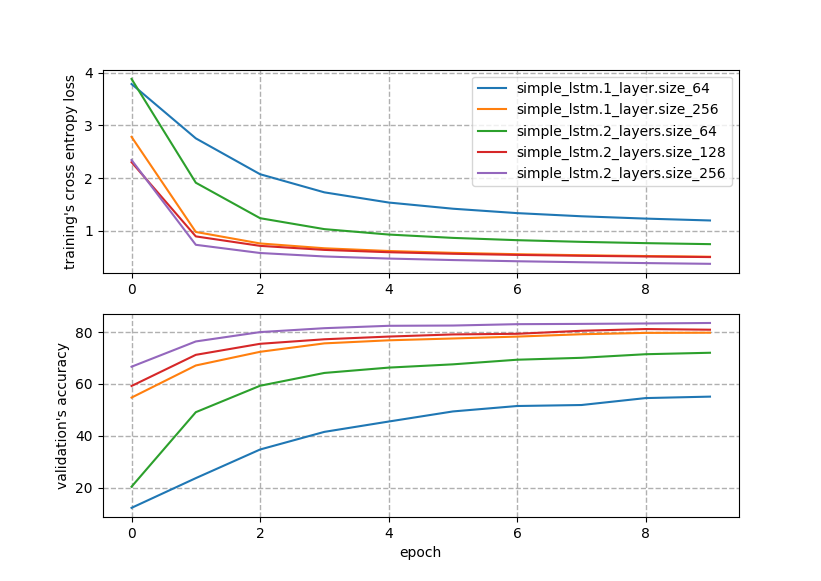 training's cross entropy loss
4
3
2
1
simple_lstm.1_layer.size_64
simple_lstm.1_layer.size_256
simple_lstm.2_layers.size_64
simple_lstm.2_layers.size_128
simple_lstm.2_layers.size_256
0 2 4 6 8
validation's accuracy
80
60
40
20
0 2 4 6 8
epoch